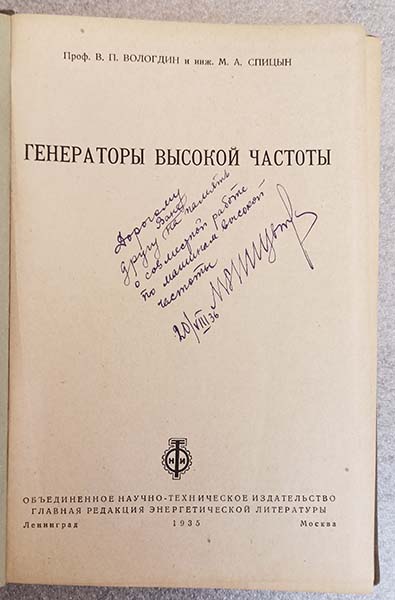 Проф. В. П. ВОЛОГДИН и инж. М. А. СПИЦЫН
ГЕНЕРАТОРЫ ВЫСОКОЙ ЧАСТОТЫ
Дорогому
другу Ване
на память
о совместной работе
по машинам высокой
частоты
20/VIII 36
Т Н И
ОБЪЕДИНЕННОЕ НАУЧНО-ТЕХНИЧЕСКОЕ ИЗДАТЕЛЬСТВО
ГЛАВНАЯ РЕДАКЦИЯ ЭНЕРГЕТИЧЕСКОЙ ЛИТЕРАТУРЫ
Ленинград 1935 Москва